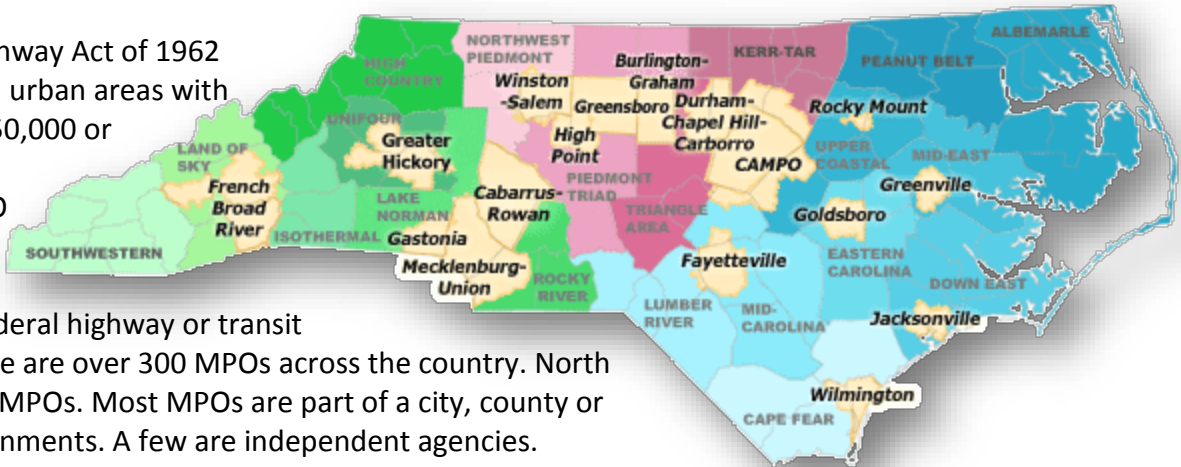 hway Act of 1962
urban areas with
50,000 or
deral highway or transit
e are over 300 MPOs across the country. North
MPOs. Most MPOs are part of a city, county or
rnments. A few are independent agencies.
ALBEMARLE
NORTHWEST
PIEDMONT
Burlington-
Graham
KERR-TAR
PEANUT BELT
HIGH
COUNTRY
Winston
-Salem
Greensboro
Durham-
Chapel Hill-
Carborro
Rocky Mount
UNIFOUR
Greater
Hickory
High
Point
CAMPO
UPPER
COASTAL
MID-EAST
LAND OF
SKY
French
Broad
River
LAKE
NORMAN
Cabarrus-
Rowan
PIEDMONT
TRIAD
TRIANGLE
AREA
Greenville
Goldsboro
SOUTHWESTERN
ISOTHERMAL
Gastonia
Mecklenburg-
Union
ROCKY
RIVER
Fayetteville
EASTERN
CAROLINA
DOWN EAST
LUMBER
RIVER
MID-
CAROLINA
Jacksonville
Wilmington
CAPE FEAR